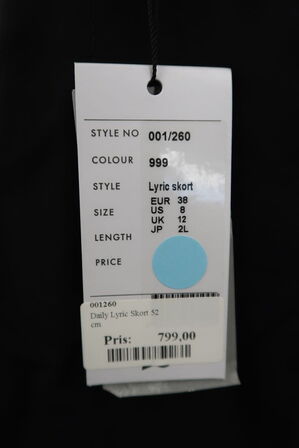 STYLE NO 001/260
COLOUR 999
STYLE Lyric skort
EUR 38
US 8
SIZE UK 12
LENGTH JP 2L
PRICE
001260
Daily Lyric Skort 52
cm
Pris: 799,00